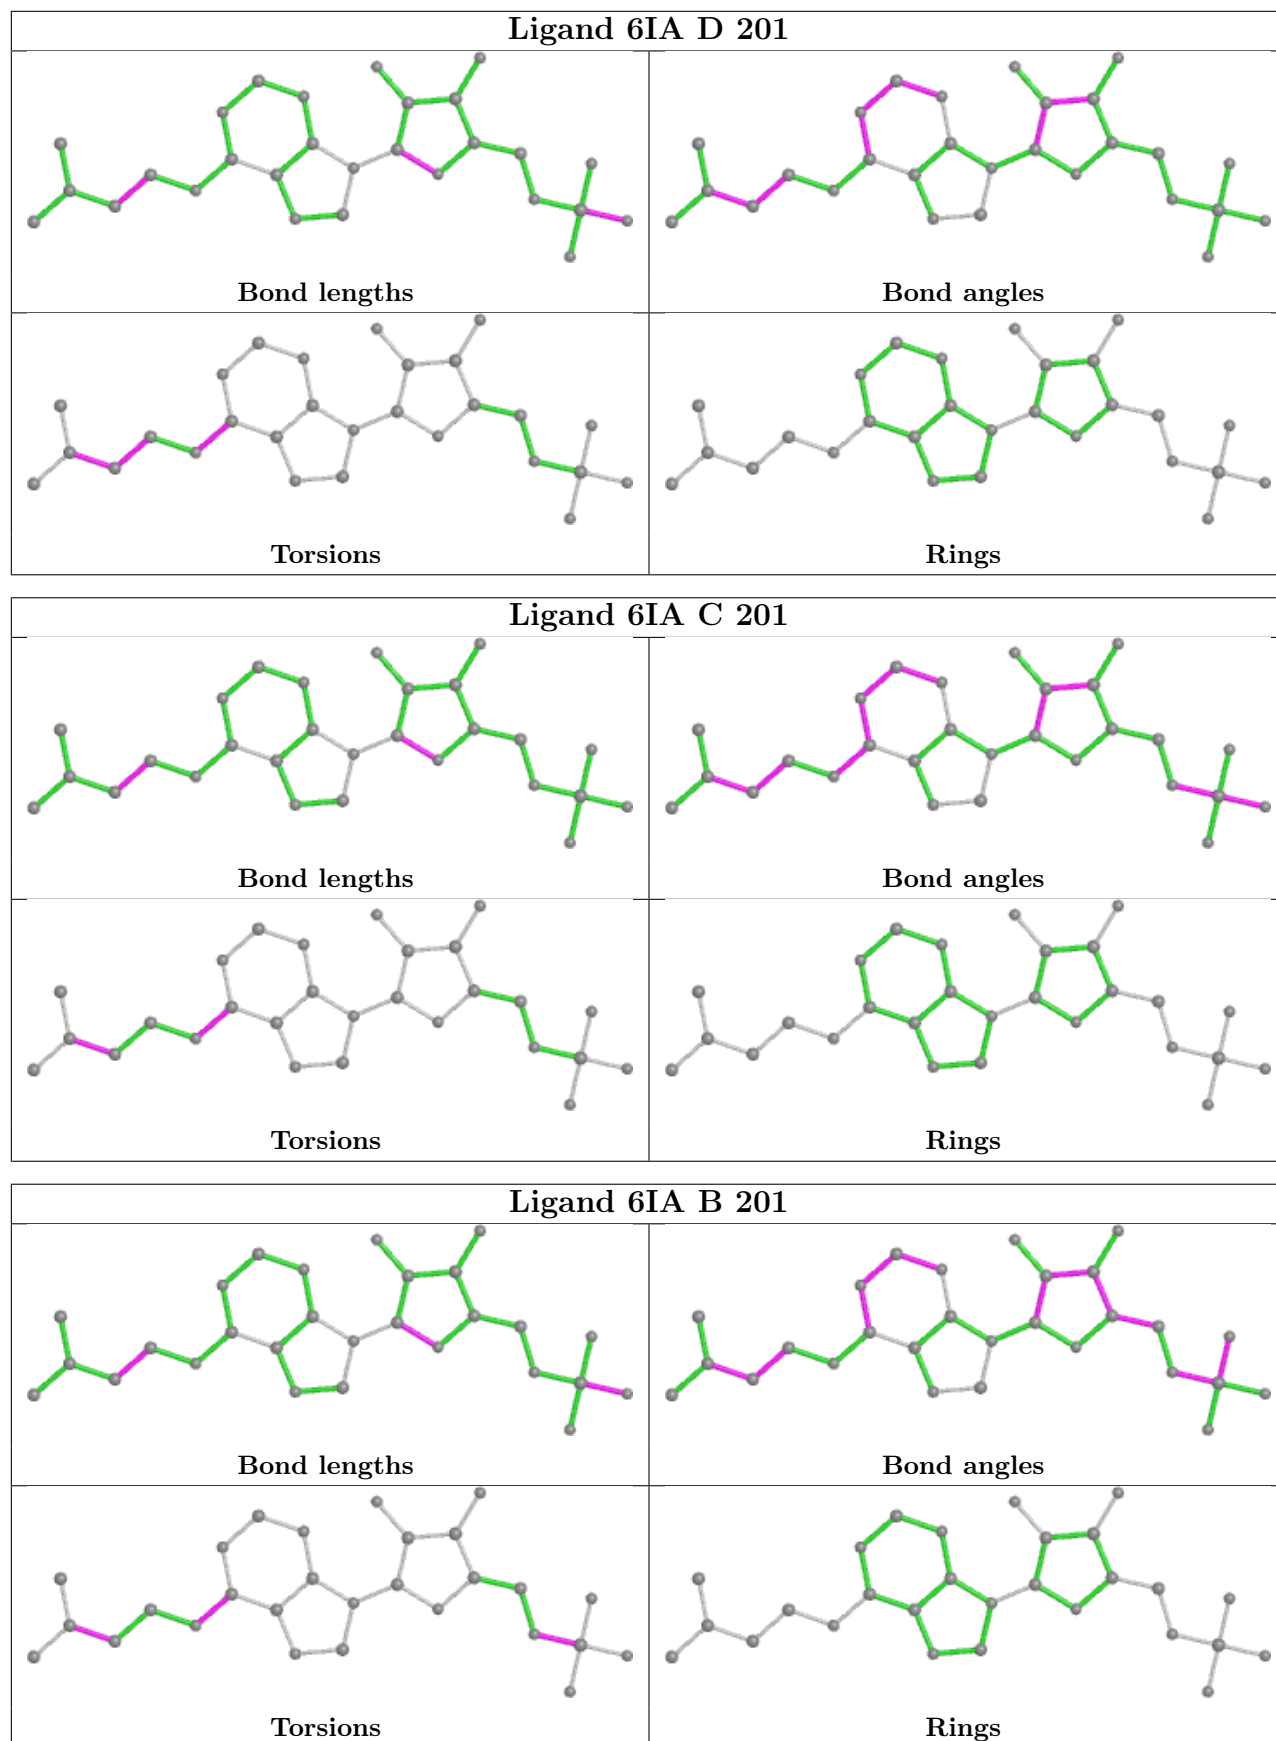 Ligand 6IA D 201
Bond lengths
Bond angles
Torsions
Rings
Ligand 6IA C 201
Bond lengths
Bond angles
Torsions
Rings
Ligand 6IA B 201
Bond lengths
Bond angles
Torsions
Rings